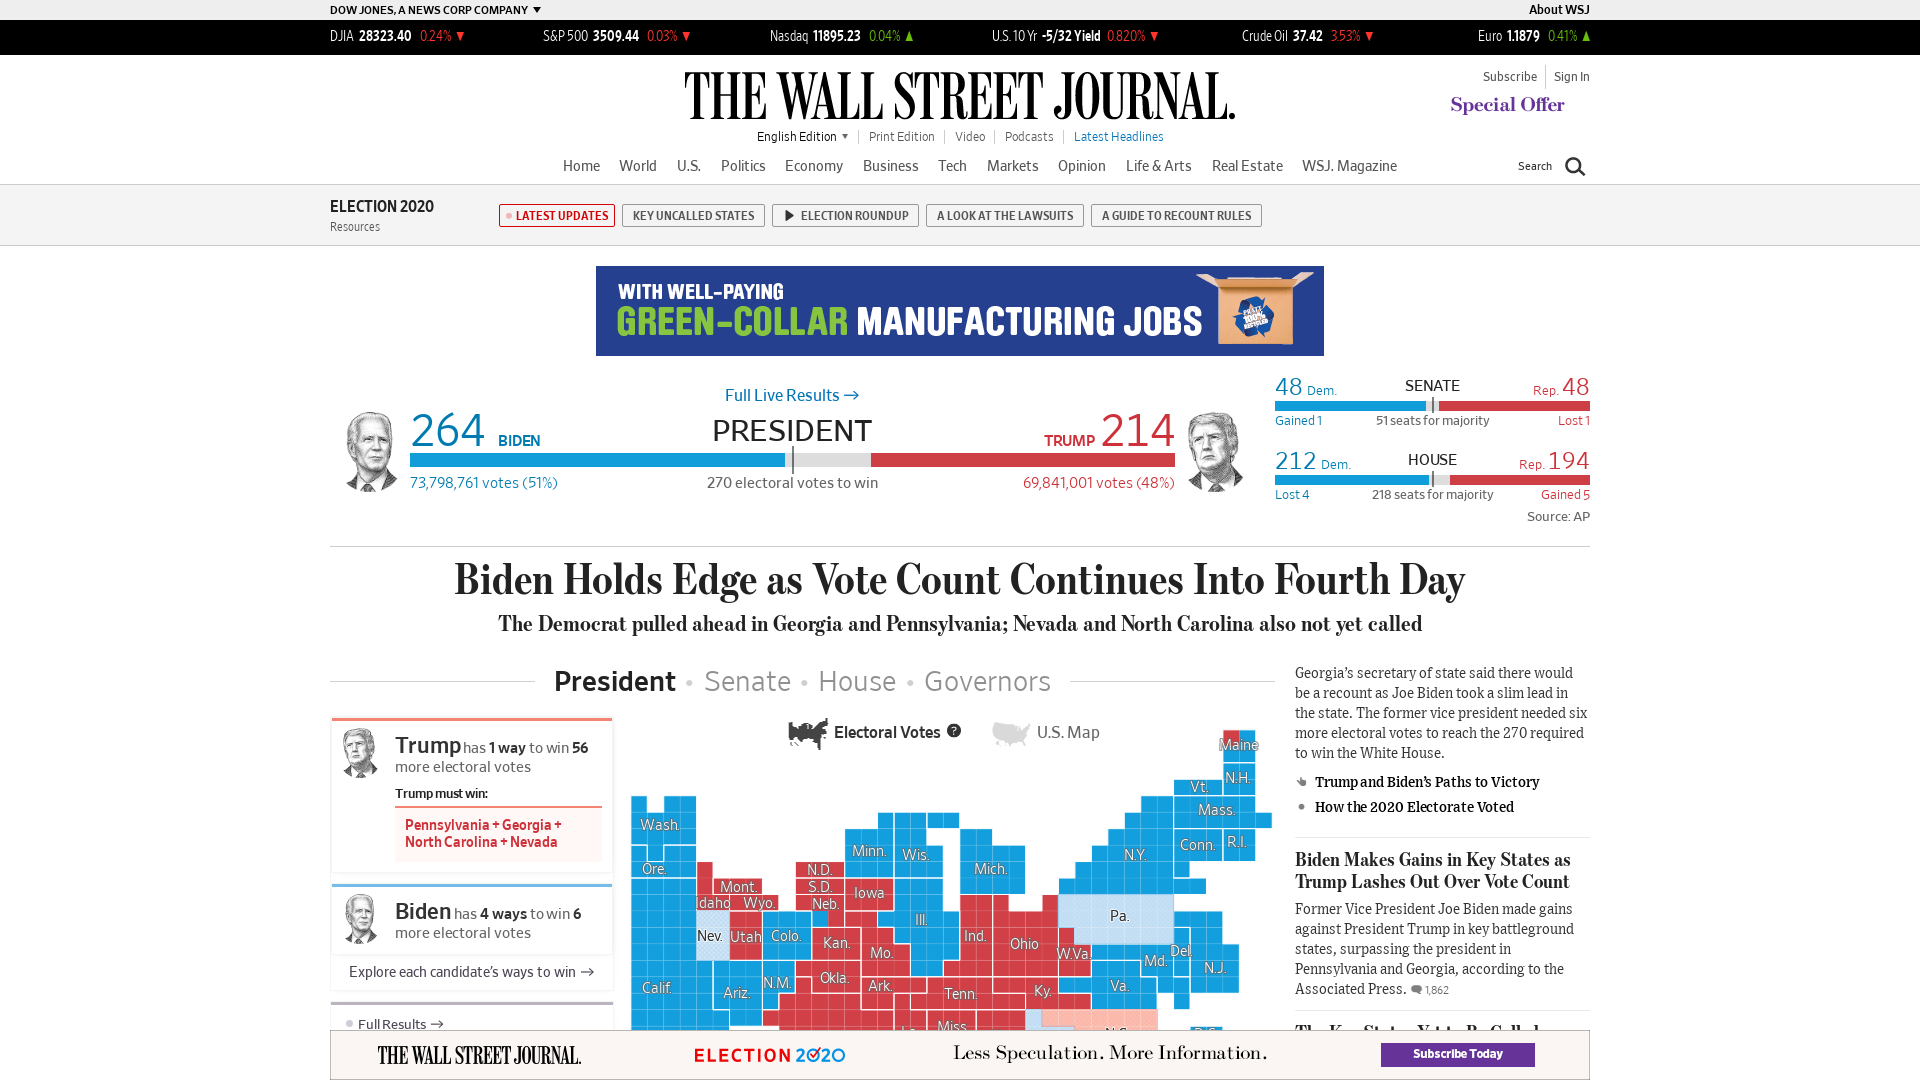 DOW JONES, A NEWS CORP COMPANY
About WSJ
DJIA 28323.40 0.24%
S&P 500 3509.44 0.03%
Nasdaq 11895.23 0.04%
U.S. 10 Yr -5/32 Yield 0.820%
Crude Oil 37.42 3.53%
Euro 1.1879 0.41%
THE WALL STREET JOURNAL.
Subscribe
Sign In
Special Offer
English Edition
Print Edition
Video
Podcasts
Latest Headlines
Home
World
U.S.
Politics
Economy
Business
Tech
Markets
Opinion
Life & Arts
Real Estate
WSJ. Magazine
Search
ELECTION 2020
Resources
LATEST UPDATES
KEY UNCALLED STATES
ELECTION ROUNDUP
A LOOK AT THE LAWSUITS
A GUIDE TO RECOUNT RULES
WITH WELL-PAYING
GREEN-COLLAR MANUFACTURING JOBS
PRATT
100%
RECYCLED
Full Live Results
264 BIDEN
PRESIDENT
TRUMP 214
73,798,761 votes (51%)
270 electoral votes to win
69,841,001 votes (48%)
48 Dem.
SENATE
Rep. 48
Gained 1
51 seats for majority
Lost 1
212 Dem.
HOUSE
Rep. 194
Lost 4
218 seats for majority
Gained 5
Source: AP
Biden Holds Edge as Vote Count Continues Into Fourth Day
The Democrat pulled ahead in Georgia and Pennsylvania; Nevada and North Carolina also not yet called
President • Senate • House • Governors
Trump has 1 way to win 56
more electoral votes
Trump must win:
Pennsylvania + Georgia +
North Carolina + Nevada
Biden has 4 ways to win 6
more electoral votes
Explore each candidate's ways to win
Full Results
Electoral Votes ?
U.S. Map
Maine
N.H.
Vt.
Mass.
Wash.
Minn.
Wis.
N.Y.
Conn.
R.I.
Ore.
N.D.
Mich.
Mont.
S.D.
Iowa
Idaho
Wyo.
Neb.
Ill.
Pa.
Nev.
Utah
Colo.
Kan.
Mo.
Ind.
Ohio
W.Va.
Md.
Del.
N.J.
Calif.
Ariz.
N.M.
Okla.
Ark.
Tenn.
Ky.
Va.
Miss.
Georgia's secretary of state said there would
be a recount as Joe Biden took a slim lead in
the state. The former vice president needed six
more electoral votes to reach the 270 required
to win the White House.
Trump and Biden's Paths to Victory
How the 2020 Electorate Voted
Biden Makes Gains in Key States as
Trump Lashes Out Over Vote Count
Former Vice President Joe Biden made gains
against President Trump in key battleground
states, surpassing the president in
Pennsylvania and Georgia, according to the
Associated Press. 1,862
THE WALL STREET JOURNAL.
ELECTION 2020
Less Speculation. More Information.
Subscribe Today